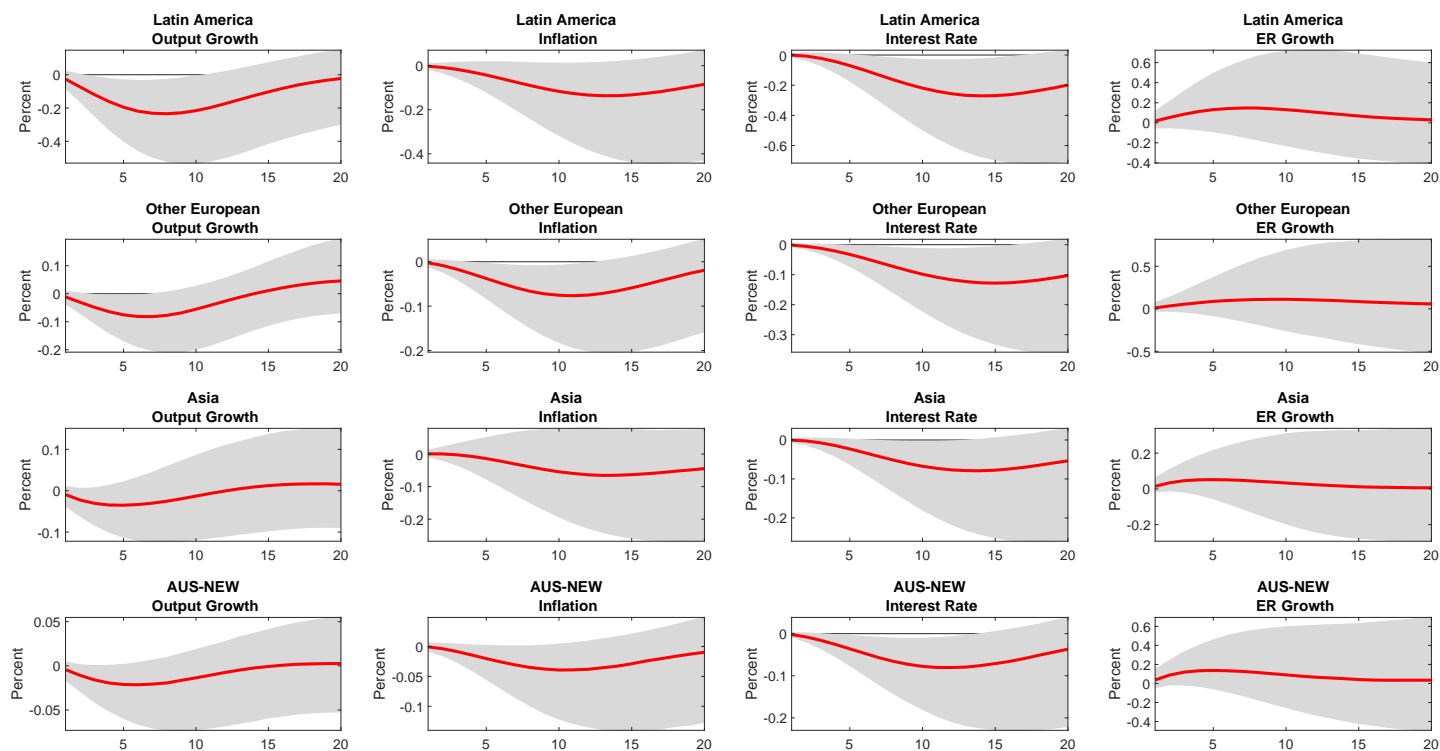 Latin America
Output Growth
Percent
0
-0.2
-0.4
5
10
15
20
Latin America
Inflation
Percent
0
-0.2
-0.4
5
10
15
20
Latin America
Interest Rate
Percent
0
-0.2
-0.4
-0.6
5
10
15
20
Latin America
ER Growth
Percent
0.6
0.4
0.2
0
-0.2
-0.4
5
10
15
20
Other European
Output Growth
Percent
0.1
0
-0.1
-0.2
5
10
15
20
Other European
Inflation
Percent
0
-0.1
-0.2
5
10
15
20
Other European
Interest Rate
Percent
0
-0.1
-0.2
-0.3
5
10
15
20
Other European
ER Growth
Percent
0.5
0
-0.5
5
10
15
20
Asia
Output Growth
Percent
0.1
0
-0.1
5
10
15
20
Asia
Inflation
Percent
0
-0.1
-0.2
5
10
15
20
Asia
Interest Rate
Percent
0
-0.1
-0.2
5
10
15
20
Asia
ER Growth
Percent
0.2
0
-0.2
5
10
15
20
AUS-NEW
Output Growth
Percent
0.05
0
-0.05
5
10
15
20
AUS-NEW
Inflation
Percent
0
-0.05
-0.1
5
10
15
20
AUS-NEW
Interest Rate
Percent
0
-0.1
-0.2
5
10
15
20
AUS-NEW
ER Growth
Percent
0.6
0.4
0.2
0
-0.2
-0.4
5
10
15
20